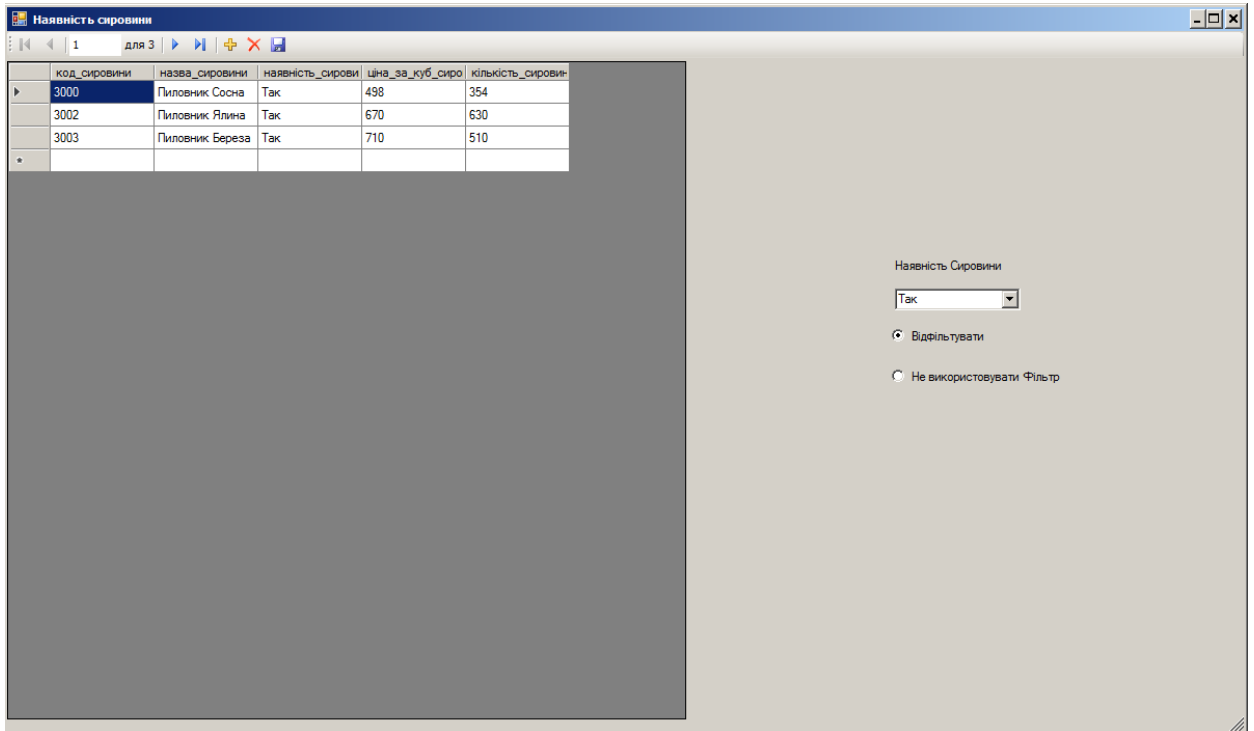 Наявність сировини
1 для 3
код_сировини назва_сировини наявність_сирови ціна_за_куб_сиро кількість_сировин
3000 Пиловник Сосна Так 498 354
3002 Пиловник Ялина Так 670 630
3003 Пиловник Береза Так 710 510
Наявність Сировини
Так
Відфільтувати
Не використовувати Фільтр